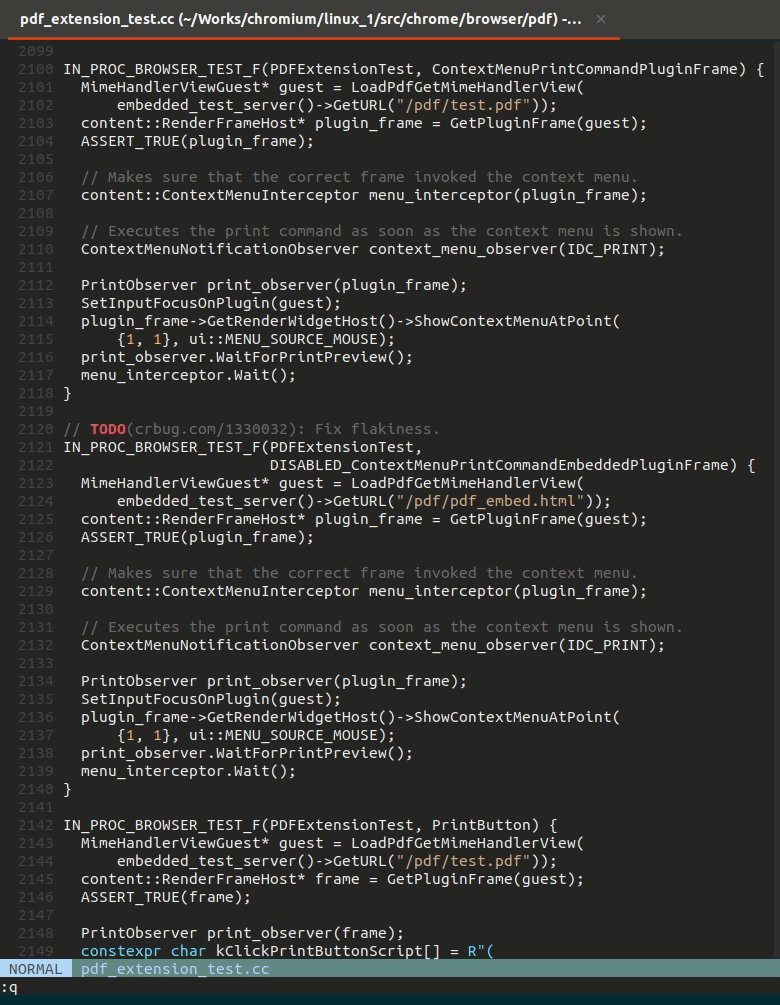 pdf_extension_test.cc (~/Works/chromium/linux_1/src/chrome/browser/pdf) -... ×
2099
2100 IN_PROC_BROWSER_TEST_F(PDFExtensionTest, ContextMenuPrintCommandPluginFrame) {
2101   MimeHandlerViewGuest* guest = LoadPdfGetMimeHandlerView(
2102       embedded_test_server()->GetURL("/pdf/test.pdf"));
2103   content::RenderFrameHost* plugin_frame = GetPluginFrame(guest);
2104   ASSERT_TRUE(plugin_frame);
2105
2106   // Makes sure that the correct frame invoked the context menu.
2107   content::ContextMenuInterceptor menu_interceptor(plugin_frame);
2108
2109   // Executes the print command as soon as the context menu is shown.
2110   ContextMenuNotificationObserver context_menu_observer(IDC_PRINT);
2111
2112   PrintObserver print_observer(plugin_frame);
2113   SetInputFocusOnPlugin(guest);
2114   plugin_frame->GetRenderWidgetHost()->ShowContextMenuAtPoint(
2115       {1, 1}, ui::MENU_SOURCE_MOUSE);
2116   print_observer.WaitForPrintPreview();
2117   menu_interceptor.Wait();
2118 }
2119
2120 // TODO(crbug.com/1330032): Fix flakiness.
2121 IN_PROC_BROWSER_TEST_F(PDFExtensionTest,
2122                        DISABLED_ContextMenuPrintCommandEmbeddedPluginFrame) {
2123   MimeHandlerViewGuest* guest = LoadPdfGetMimeHandlerView(
2124       embedded_test_server()->GetURL("/pdf/pdf_embed.html"));
2125   content::RenderFrameHost* plugin_frame = GetPluginFrame(guest);
2126   ASSERT_TRUE(plugin_frame);
2127
2128   // Makes sure that the correct frame invoked the context menu.
2129   content::ContextMenuInterceptor menu_interceptor(plugin_frame);
2130
2131   // Executes the print command as soon as the context menu is shown.
2132   ContextMenuNotificationObserver context_menu_observer(IDC_PRINT);
2133
2134   PrintObserver print_observer(plugin_frame);
2135   SetInputFocusOnPlugin(guest);
2136   plugin_frame->GetRenderWidgetHost()->ShowContextMenuAtPoint(
2137       {1, 1}, ui::MENU_SOURCE_MOUSE);
2138   print_observer.WaitForPrintPreview();
2139   menu_interceptor.Wait();
2140 }
2141
2142 IN_PROC_BROWSER_TEST_F(PDFExtensionTest, PrintButton) {
2143   MimeHandlerViewGuest* guest = LoadPdfGetMimeHandlerView(
2144       embedded_test_server()->GetURL("/pdf/test.pdf"));
2145   content::RenderFrameHost* frame = GetPluginFrame(guest);
2146   ASSERT_TRUE(frame);
2147
2148   PrintObserver print_observer(frame);
2149   constexpr char kClickPrintButtonScript[] = R"(
NORMAL pdf_extension_test.cc
:q